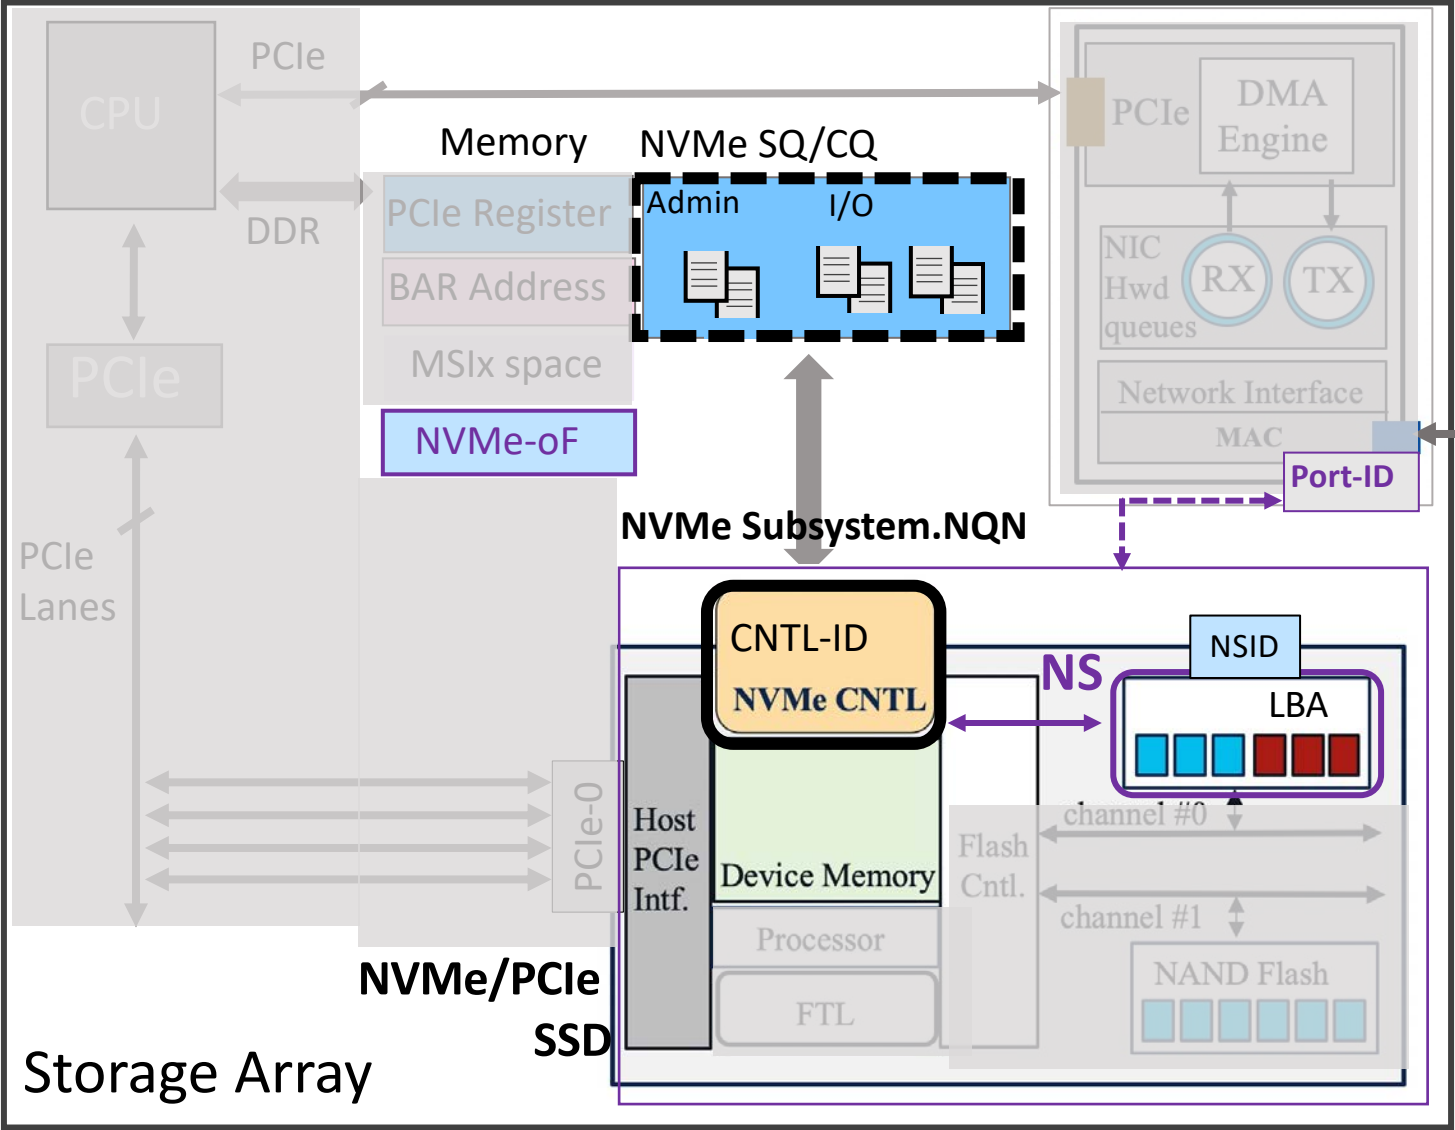 PCIe
CPU
Memory
NVMe SQ/CQ
PCIe
DMA
Engine
DDR
PCIe Register
BAR Address
MSIx space
NVMe-oF
Admin
I/O
NIC
Hwd
queues
RX
TX
Network Interface
MAC
Port-ID
PCIe
PCIe
Lanes
NVMe Subsystem.NQN
CNTL-ID
NVMe CNTL
NS
NSID
LBA
PCIe-0
Host
PCIe
Intf.
Device Memory
Processor
FTL
Flash
Cntl.
channel #0
channel #1
NAND Flash
NVMe/PCIe
SSD
Storage Array